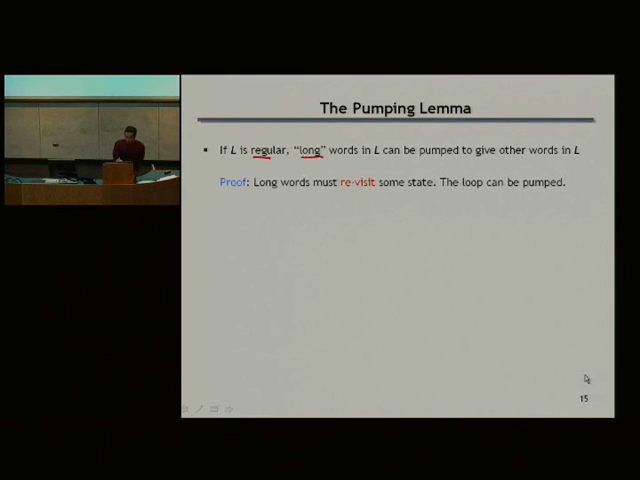 The Pumping Lemma
▪ If L is regular, “long” words in L can be pumped to give other words in L
Proof: Long words must re-visit some state. The loop can be pumped.
15